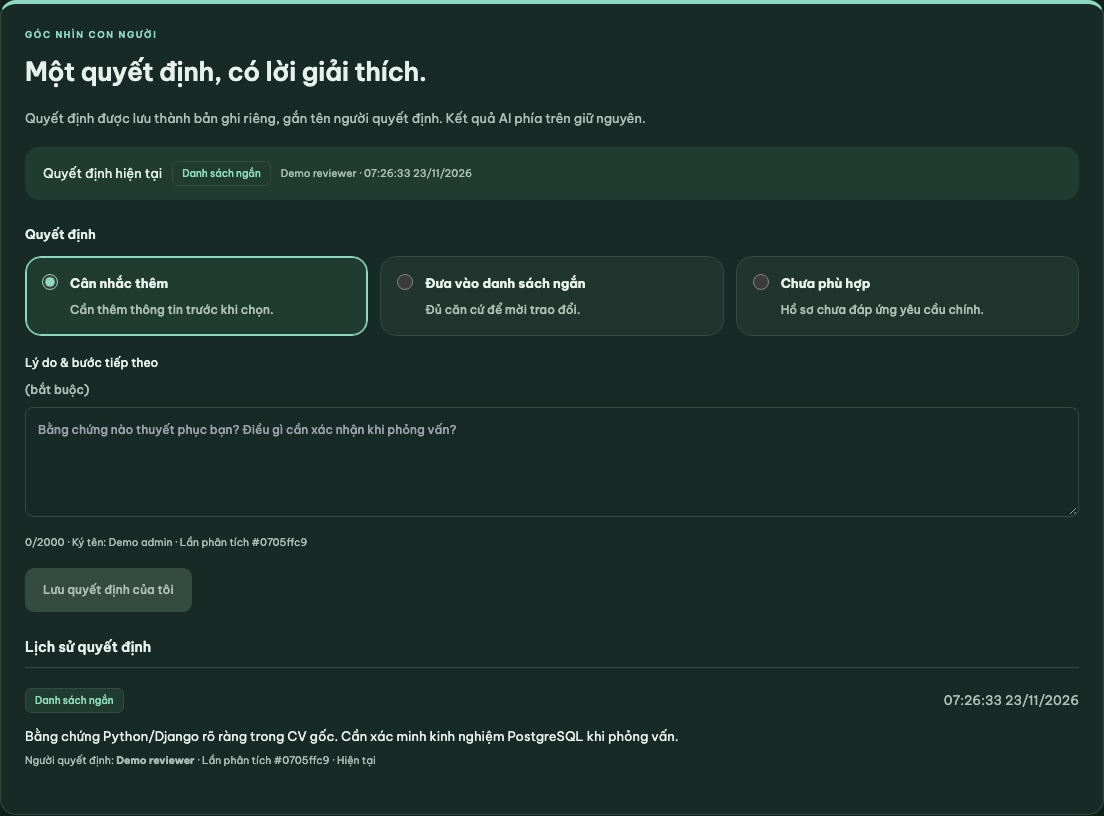 GÓC NHÌN CON NGƯỜI
Một quyết định, có lời giải thích.
Quyết định được lưu thành bản ghi riêng, gắn tên người quyết định. Kết quả AI phía trên giữ nguyên.
Quyết định hiện tại Danh sách ngắn Demo reviewer · 07:26:33 23/11/2026
Quyết định
Cân nhắc thêm
Cần thêm thông tin trước khi chọn.
Đưa vào danh sách ngắn
Đủ căn cứ để mời trao đổi.
Chưa phù hợp
Hồ sơ chưa đáp ứng yêu cầu chính.
Lý do & bước tiếp theo
(bắt buộc)
Bằng chứng nào thuyết phục bạn? Điều gì cần xác nhận khi phỏng vấn?
0/2000 · Ký tên: Demo admin · Lần phân tích #0705ffc9
Lưu quyết định của tôi
Lịch sử quyết định
Danh sách ngắn 07:26:33 23/11/2026
Bằng chứng Python/Django rõ ràng trong CV gốc. Cần xác minh kinh nghiệm PostgreSQL khi phỏng vấn.
Người quyết định: Demo reviewer · Lần phân tích #0705ffc9 · Hiện tại